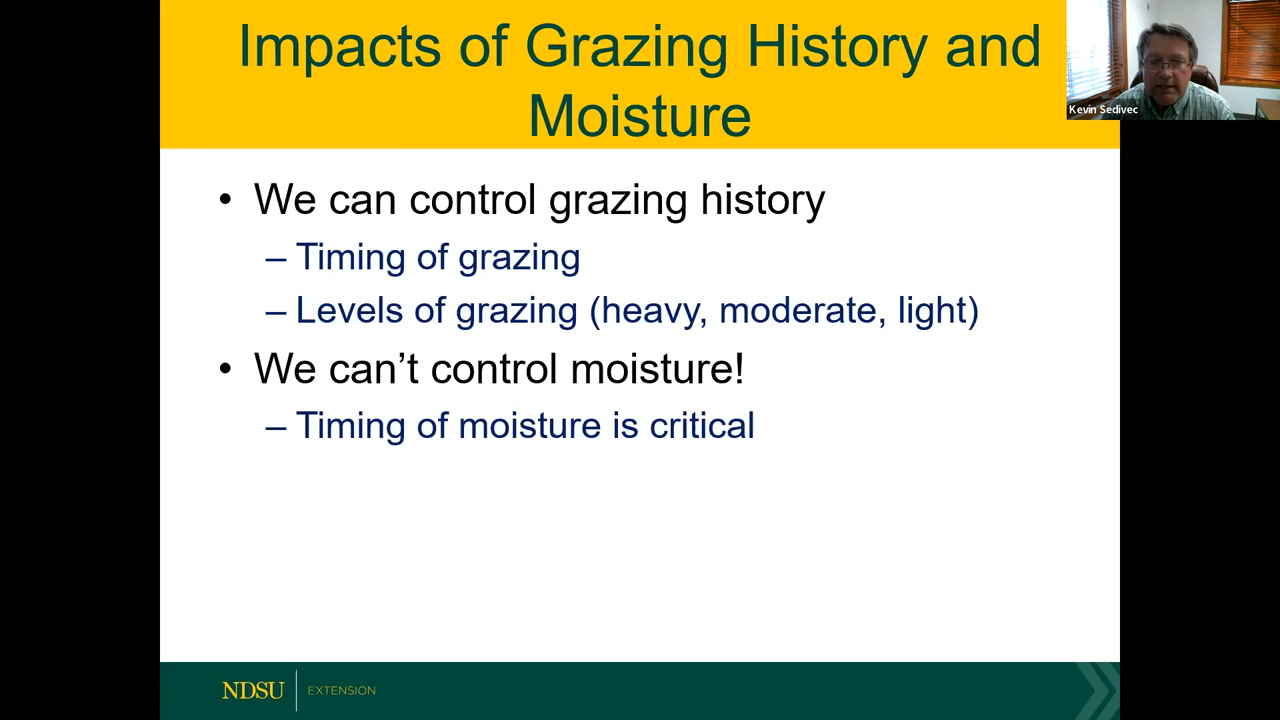 Impacts of Grazing History and
Moisture
Kevin Sedivec
• We can control grazing history
– Timing of grazing
– Levels of grazing (heavy, moderate, light)
• We can’t control moisture!
– Timing of moisture is critical
NDSU EXTENSION